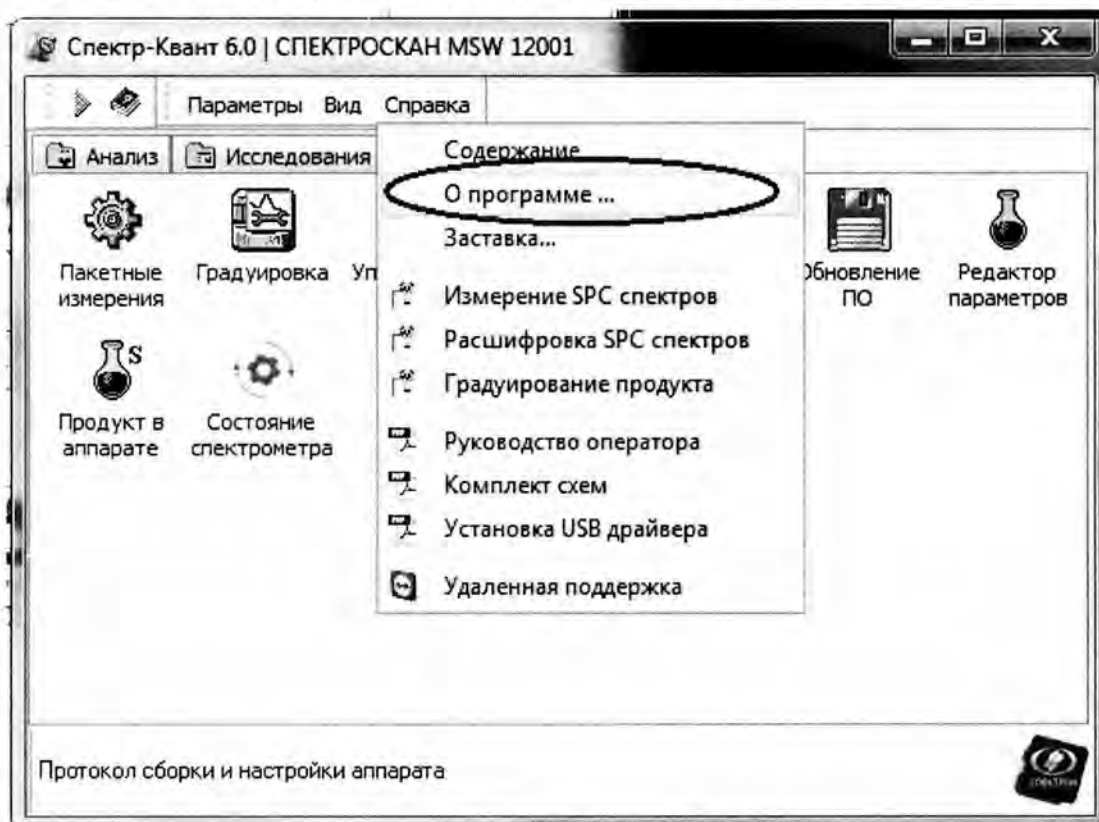 Спектр-Квант 6.0 | СПЕКТРОСКАН MSW 12001
Параметры Вид Справка
Анализ Исследования
Содержание
О программе ...
Заставка...
Измерение SPC спектров
Расшифровка SPC спектров
Градуирование продукта
Руководство оператора
Комплект схем
Установка USB драйвера
Удаленная поддержка
Пакетные
измерения
Градуировка
Уп
Обновление
ПО
Редактор
параметров
S
Продукт в
аппарате
Состояние
спектрометра
Протокол сборки и настройки аппарата